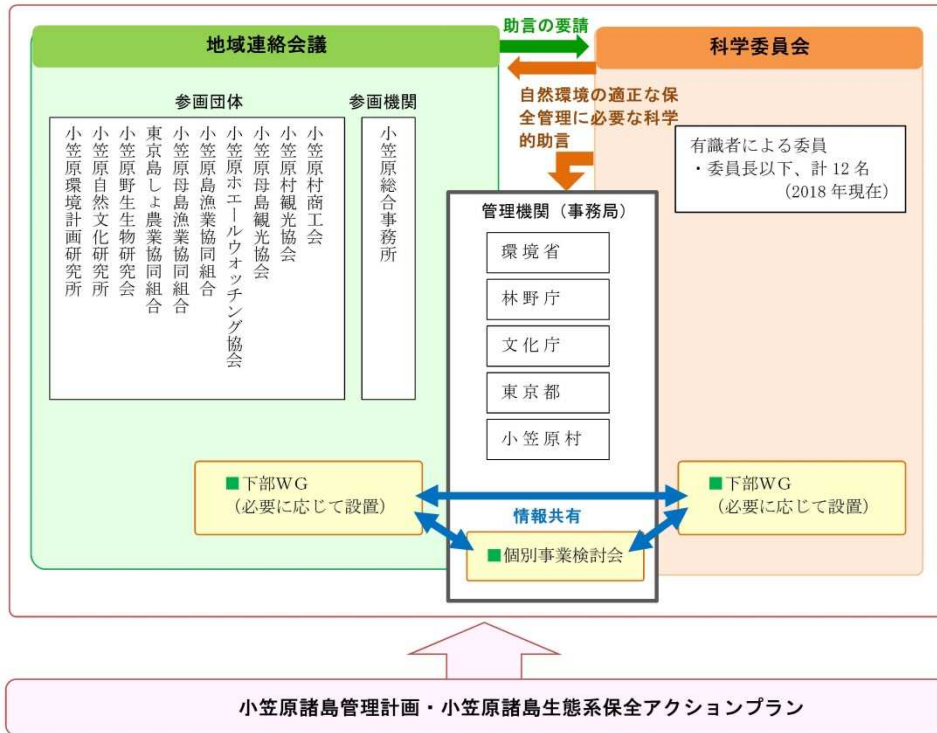 地域連絡会議
助言の要請
科学委員会
自然環境の適正な保
全管理に必要な科学
的助言
参画団体
小笠原村商工会
小笠原村観光協会
小笠原母島観光協会
小笠原ホエールウオッチング協会
小笠原島漁業協同組合
小笠原母島漁業協同組合
東京島しょ農業協同組合
小笠原野生生物研究会
小笠原自然文化研究所
小笠原環境計画研究所
参画機関
小笠原総合事務所
管理機関（事務局）
環境省
林野庁
文化庁
東京都
小笠原村
有識者による委員
・委員長以下、計12名
（2018年現在）
■下部WG
（必要に応じて設置）
情報共有
■個別事業検討会
■下部WG
（必要に応じて設置）
小笠原諸島管理計画・小笠原諸島生態系保全アクションプラン